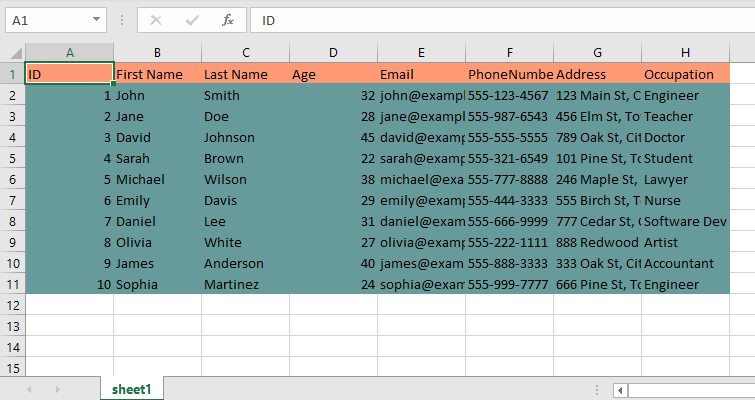 A1 fx ID
A B C D E F G H
1 ID First Name Last Name Age Email PhoneNumbe Address Occupation
2 1 John Smith 32 john@exampl 555-123-4567 123 Main St, C Engineer
3 2 Jane Doe 28 jane@exampl 555-987-6543 456 Elm St, To Teacher
4 3 David Johnson 45 david@exam 555-555-5555 789 Oak St, Cit Doctor
5 4 Sarah Brown 22 sarah@exam 555-321-6549 101 Pine St, To Student
6 5 Michael Wilson 38 michael@exa 555-777-8888 246 Maple St, Lawyer
7 6 Emily Davis 29 emily@examp 555-444-3333 555 Birch St, T Nurse
8 7 Daniel Lee 31 daniel@exam 555-666-9999 777 Cedar St, Software Dev
9 8 Olivia White 27 olivia@examp 555-222-1111 888 Redwood Artist
10 9 James Anderson 40 james@exam 555-888-3333 333 Oak St, Cit Accountant
11 10 Sophia Martinez 24 sophia@exam 555-999-7777 666 Pine St, To Engineer
12
13
14
15
sheet1